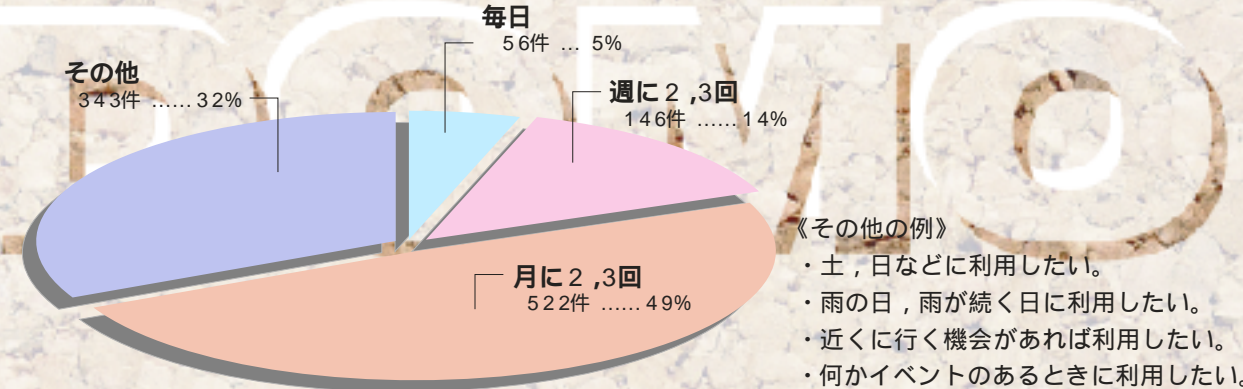 毎日
56件 … 5%
その他
343件 …… 32%
週に2,3回
146件 …… 14%
月に2,3回
522件 …… 49%
《その他の例》
・土,日などに利用したい。
・雨の日,雨が続く日に利用したい。
・近くに行く機会があれば利用したい。
・何かイベントのあるときに利用したい。